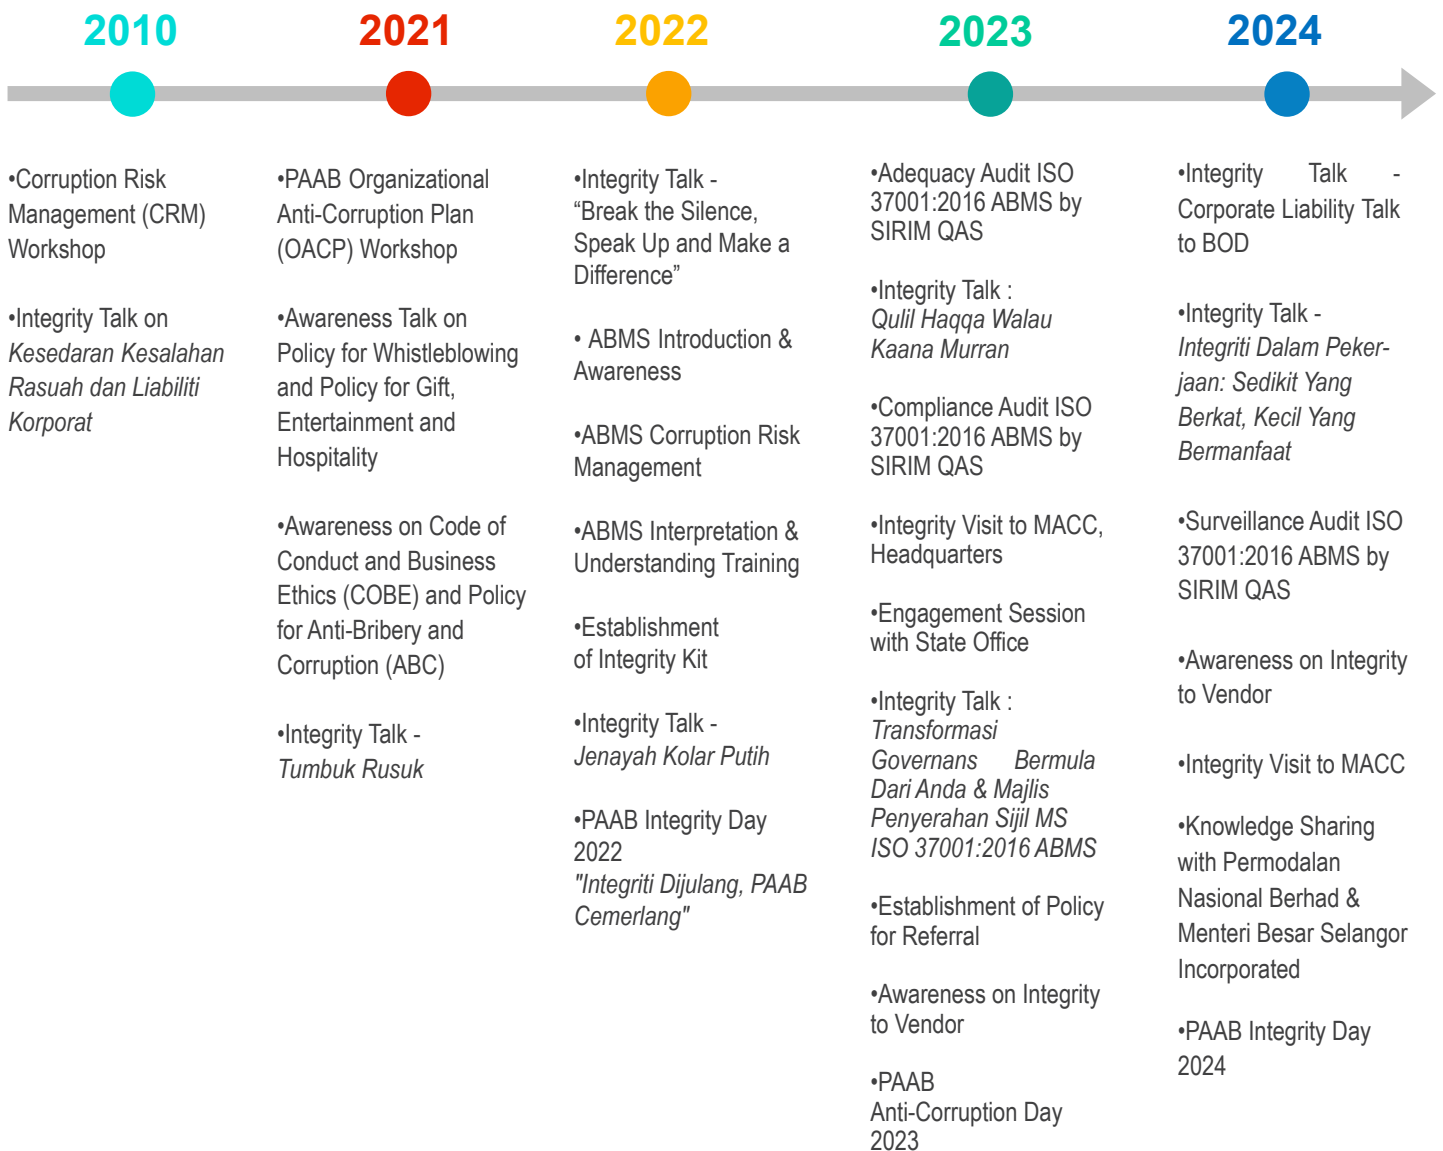 2010
2021
2022
2023
2024
•Corruption Risk
Management (CRM)
Workshop
•Integrity Talk on
Kesedaran Kesalahan
Rasuah dan Liabiliti
Korporat
•PAAB Organizational
Anti-Corruption Plan
(OACP) Workshop
•Awareness Talk on
Policy for Whistleblowing
and Policy for Gift,
Entertainment and
Hospitality
•Awareness on Code of
Conduct and Business
Ethics (COBE) and Policy
for Anti-Bribery and
Corruption (ABC)
•Integrity Talk -
Tumbuk Rusuk
•Integrity Talk -
“Break the Silence,
Speak Up and Make a
Difference”
• ABMS Introduction &
Awareness
•ABMS Corruption Risk
Management
•ABMS Interpretation &
Understanding Training
•Establishment
of Integrity Kit
•Integrity Talk -
Jenayah Kolar Putih
•PAAB Integrity Day
2022
"Integriti Dijulang, PAAB
Cemerlang"
•Adequacy Audit ISO
37001:2016 ABMS by
SIRIM QAS
•Integrity Talk :
Qulil Haqqa Walau
Kaana Murran
•Compliance Audit ISO
37001:2016 ABMS by
SIRIM QAS
•Integrity Visit to MACC,
Headquarters
•Engagement Session
with State Office
•Integrity Talk :
Transformasi
Governans Bermula
Dari Anda & Majlis
Penyerahan Sijil MS
ISO 37001:2016 ABMS
•Establishment of Policy
for Referral
•Awareness on Integrity
to Vendor
•PAAB
Anti-Corruption Day
2023
•Integrity Talk -
Corporate Liability Talk
to BOD
•Integrity Talk -
Integriti Dalam Peker-
jaan: Sedikit Yang
Berkat, Kecil Yang
Bermanfaat
•Surveillance Audit ISO
37001:2016 ABMS by
SIRIM QAS
•Awareness on Integrity
to Vendor
•Integrity Visit to MACC
•Knowledge Sharing
with Permodalan
Nasional Berhad &
Menteri Besar Selangor
Incorporated
•PAAB Integrity Day
2024